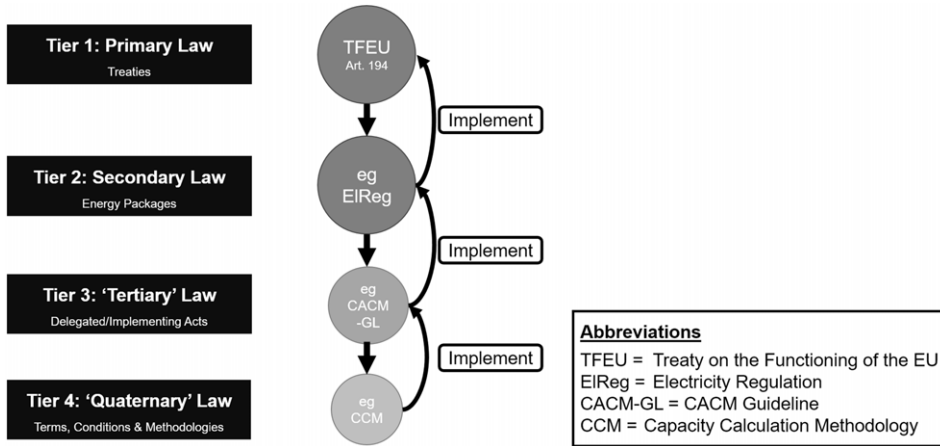 Tier 1: Primary Law
Treaties
TFEU
Art. 194
Implement
Tier 2: Secondary Law
Energy Packages
eg
ElReg
Implement
Tier 3: ‘Tertiary’ Law
Delegated/Implementing Acts
eg
CACM
-GL
Implement
Tier 4: ‘Quaternary’ Law
Terms, Conditions & Methodologies
eg
CCM
Abbreviations
TFEU = Treaty on the Functioning of the EU
ElReg = Electricity Regulation
CACM-GL = CACM Guideline
CCM = Capacity Calculation Methodology